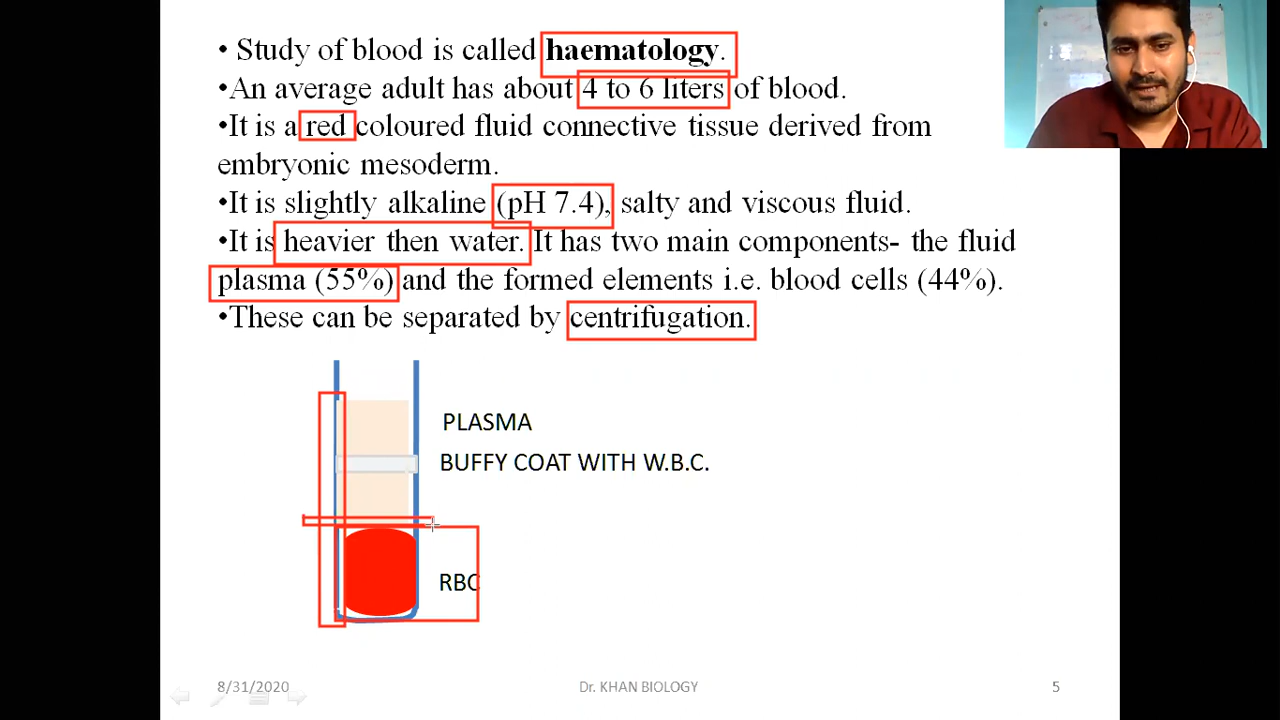 • Study of blood is called haematology.
•An average adult has about 4 to 6 liters of blood.
•It is a red coloured fluid connective tissue derived from
embryonic mesoderm.
•It is slightly alkaline (pH 7.4), salty and viscous fluid.
•It is heavier then water. It has two main components- the fluid
plasma (55%) and the formed elements i.e. blood cells (44%).
•These can be separated by centrifugation.
PLASMA
BUFFY COAT WITH W.B.C.
RBC
8/31/2020
Dr. KHAN BIOLOGY
5